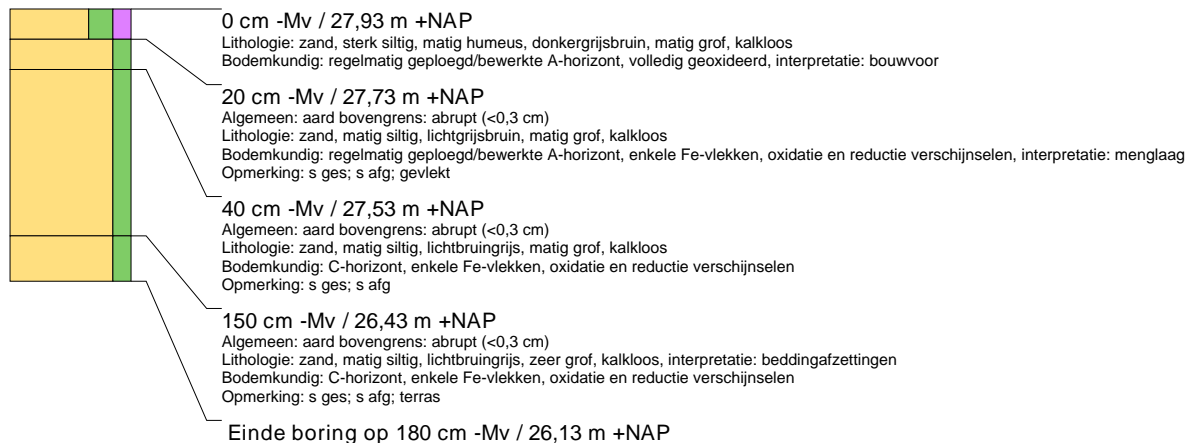 0 cm -Mv / 27,93 m +NAP
Lithologie: zand, sterk siltig, matig humeus, donkergrijsbruin, matig grof, kalkloos
Bodemkundig: regelmatig geploegd/bewerkte A-horizont, volledig geoxideerd, interpretatie: bouwvoor
20 cm -Mv / 27,73 m +NAP
Algemeen: aard bovengrens: abrupt (<0,3 cm)
Lithologie: zand, matig siltig, lichtgrijsbruin, matig grof, kalkloos
Bodemkundig: regelmatig geploegd/bewerkte A-horizont, enkele Fe-vlekken, oxidatie en reductie verschijnselen, interpretatie: menglaag
Opmerking: s ges; s afg; gevlekt
40 cm -Mv / 27,53 m +NAP
Algemeen: aard bovengrens: abrupt (<0,3 cm)
Lithologie: zand, matig siltig, lichtbruingrijs, matig grof, kalkloos
Bodemkundig: C-horizont, enkele Fe-vlekken, oxidatie en reductie verschijnselen
Opmerking: s ges; s afg
150 cm -Mv / 26,43 m +NAP
Algemeen: aard bovengrens: abrupt (<0,3 cm)
Lithologie: zand, matig siltig, lichtbruingrijs, zeer grof, kalkloos, interpretatie: beddingafzettingen
Bodemkundig: C-horizont, enkele Fe-vlekken, oxidatie en reductie verschijnselen
Opmerking: s ges; s afg; terras
Einde boring op 180 cm -Mv / 26,13 m +NAP